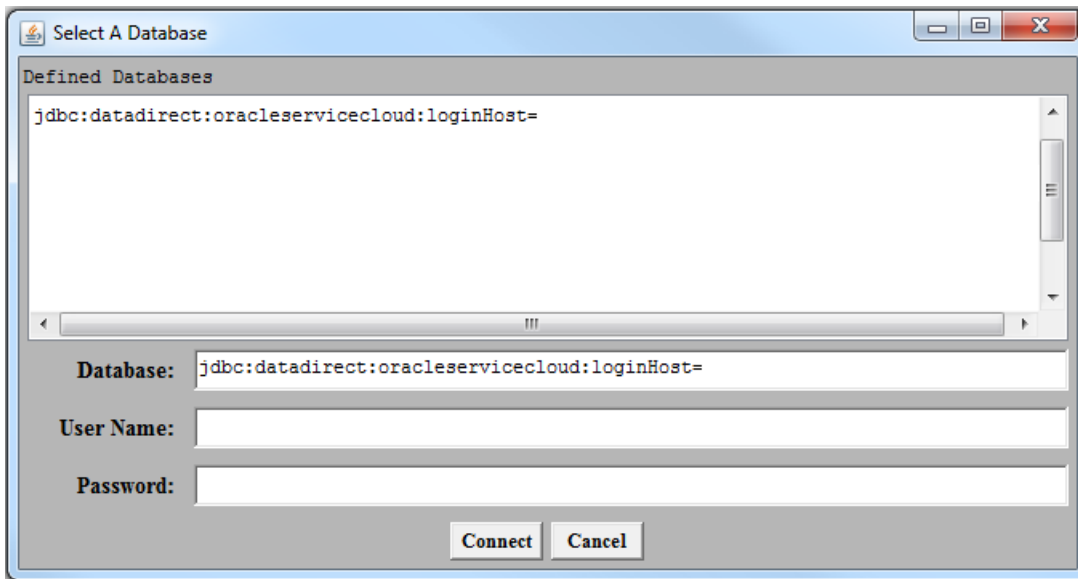 Select A Database
Defined Databases
jdbc:datadirect:oracleservicecloud:loginHost=
Database: jdbc:datadirect:oracleservicecloud:loginHost=
User Name:
Password:
Connect Cancel